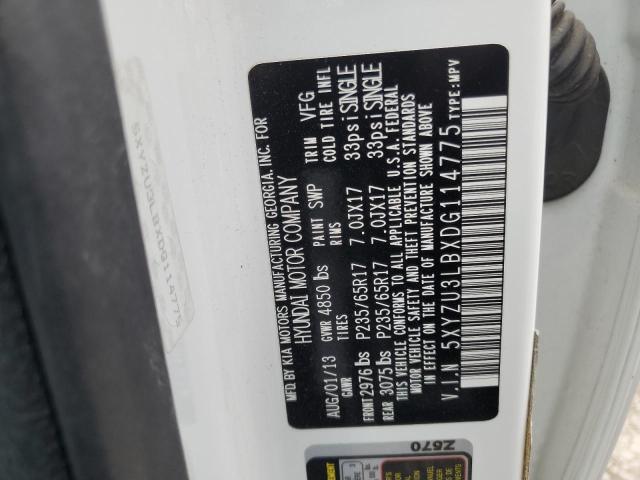 MFD BY KIA MOTORS MANUFACTURING GEORGIA, INC. FOR
HYUNDAI MOTOR COMPANY
AUG/01/13 GVWR 4850 lbs PAINT SWP TRIM VFG
GAWR TIRES RIMS COLD TIRE INFL
FRONT 2976 lbs P235/65R17 7.0JX17 33psi SINGLE
REAR 3075 lbs P235/65R17 7.0JX17 33psi SINGLE
THIS VEHICLE CONFORMS TO ALL APPLICABLE U.S.A. FEDERAL
MOTOR VEHICLE SAFETY AND THEFT PREVENTION STANDARDS
IN EFFECT ON THE DATE OF MANUFACTURE SHOWN ABOVE
V.I.N 5XYZU3LBXDG114775 TYPE:MPV
5XYZU3LBXDG114775
Z570